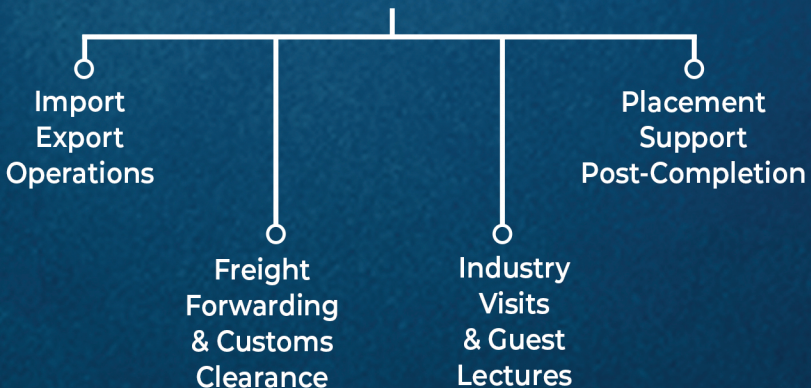 Import
Export
Operations
Freight
Forwarding
& Customs
Clearance
Industry
Visits
& Guest
Lectures
Placement
Support
Post-Completion